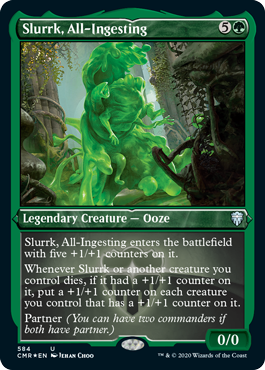 Slurrk, All-Ingesting 5
Legendary Creature — Ooze
Slurrk, All-Ingesting enters the battlefield
with five +1/+1 counters on it.
Whenever Slurrk or another creature you
control dies, if it had a +1/+1 counter on
it, put a +1/+1 counter on each creature
you control that has a +1/+1 counter on it.
Partner (You can have two commanders if
both have partner.)
0/0
584 U
CMR ★ EN Jehan Choo
™ & © 2020 Wizards of the Coast